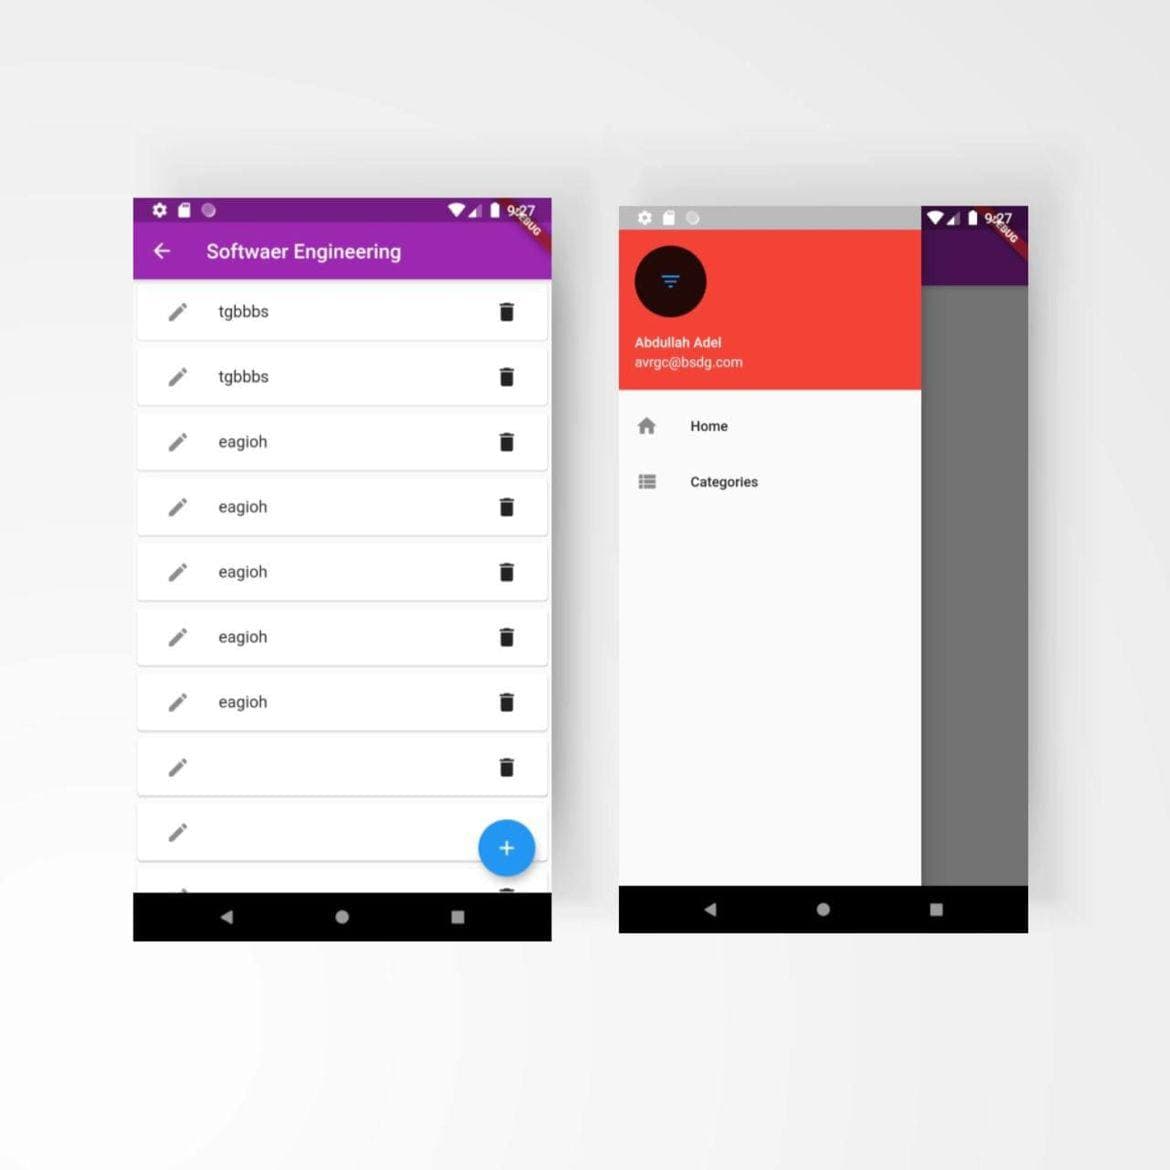 9:27
DEBUG
Softwaer Engineering
tgbbbs
tgbbbs
eagioh
eagioh
eagioh
eagioh
eagioh
9:27
DEBUG
Abdullah Adel
avrgc@bsdg.com
Home
Categories